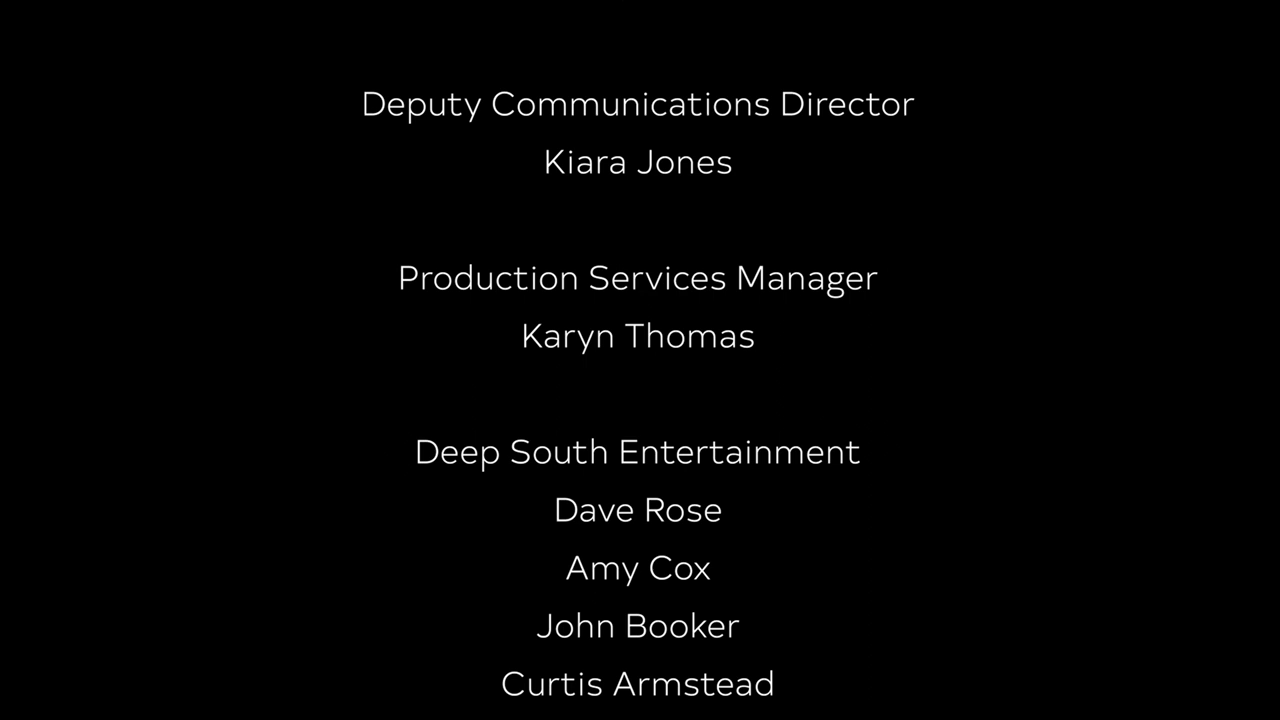 Deputy Communications Director
Kiara Jones
Production Services Manager
Karyn Thomas
Deep South Entertainment
Dave Rose
Amy Cox
John Booker
Curtis Armstead